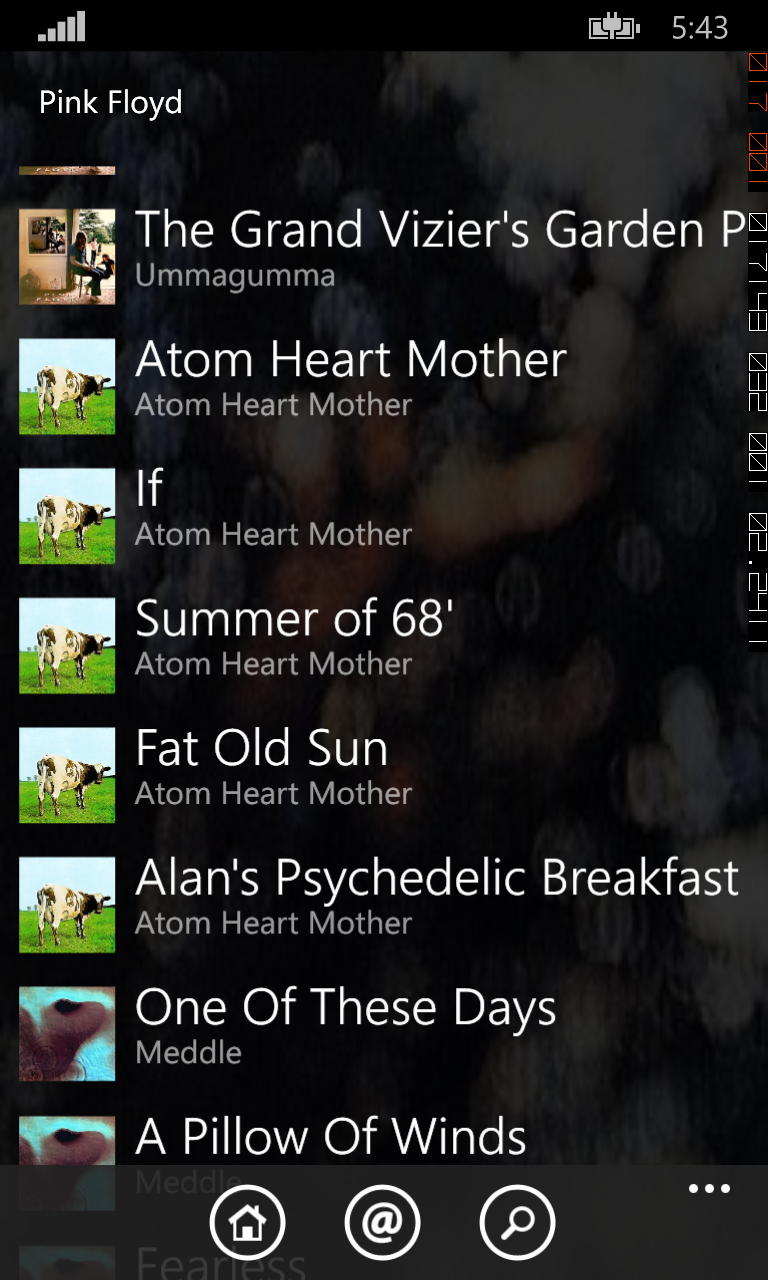 5:43
Pink Floyd
The Grand Vizier's Garden P
Ummagumma
Atom Heart Mother
Atom Heart Mother
If
Atom Heart Mother
Summer of 68'
Atom Heart Mother
Fat Old Sun
Atom Heart Mother
Alan's Psychedelic Breakfast
Atom Heart Mother
One Of These Days
Meddle
A Pillow Of Winds
Meddle
Fearless